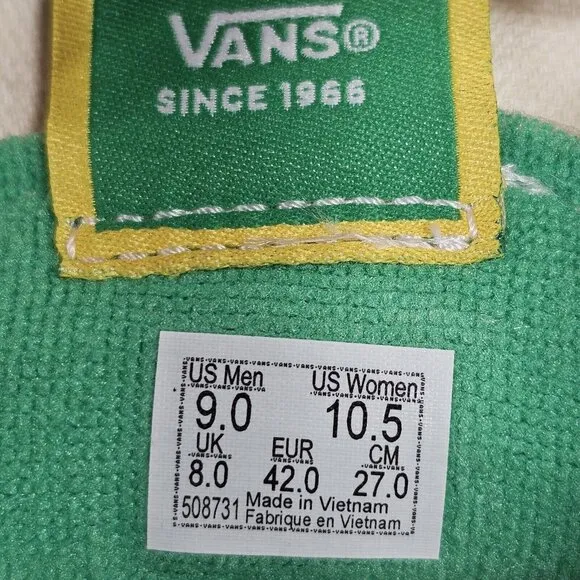 VANS®
SINCE 1966
US Men US Women
9.0 10.5
UK EUR CM
8.0 42.0 27.0
508731 Made in Vietnam
Fabrique en Vietnam